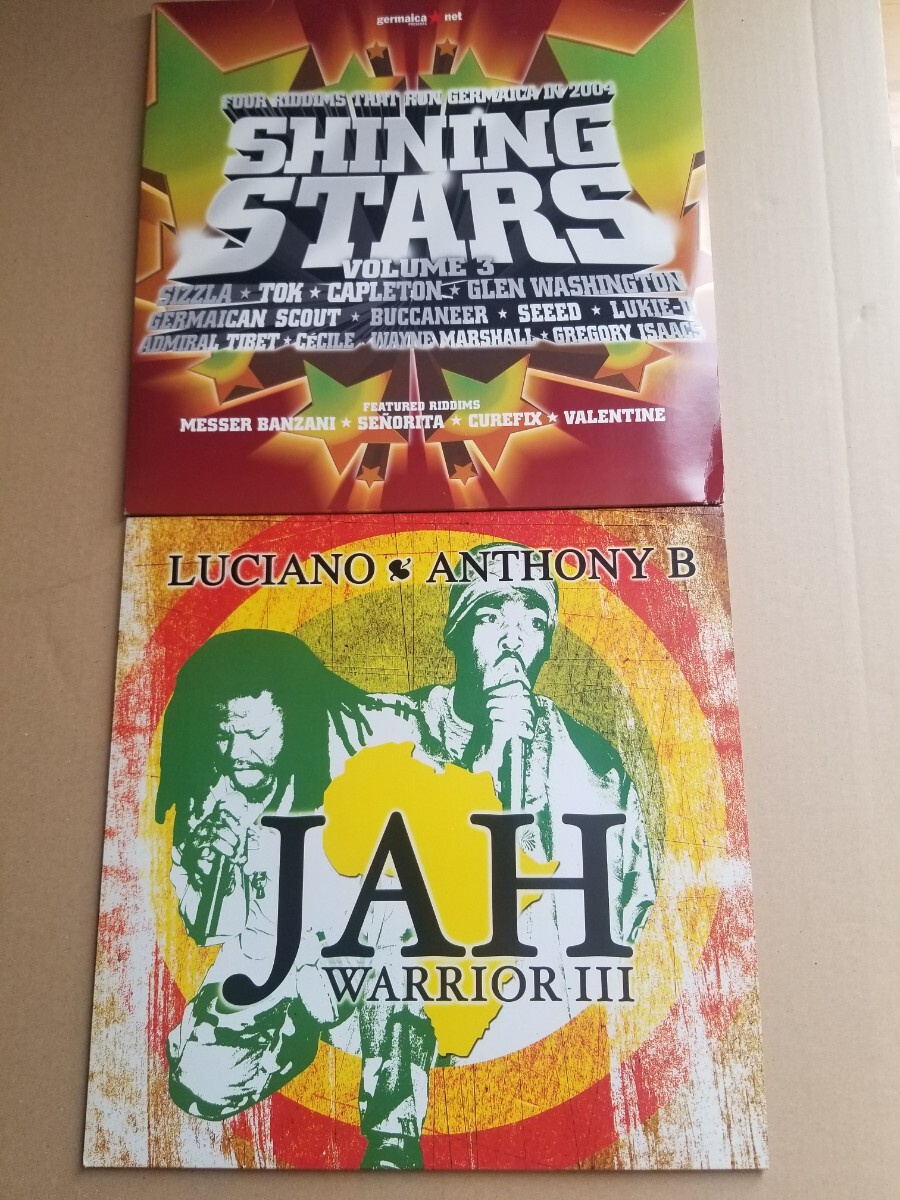 germaica★net
PRESENTS
FOUR RIDDIMS THAT RUN GERMAICA IN 2004
SHINING
STARS
VOLUME 3
SIZZLA ★ TOK ★ CAPLETON ★ GLEN WASHINGTON
GERMAICAN SCOUT ★ BUCCANEER ★ SEEED ★ LUKIE-D
ADMIRAL TIBET ★ CÉCILE ★ WAYNE MARSHALL ★ GREGORY ISAACS
FEATURED RIDDIMS
MESSER BANZANI ★ SEÑORITA ★ CUREFIX ★ VALENTINE
LUCIANO & ANTHONY B
JAH
WARRIOR III